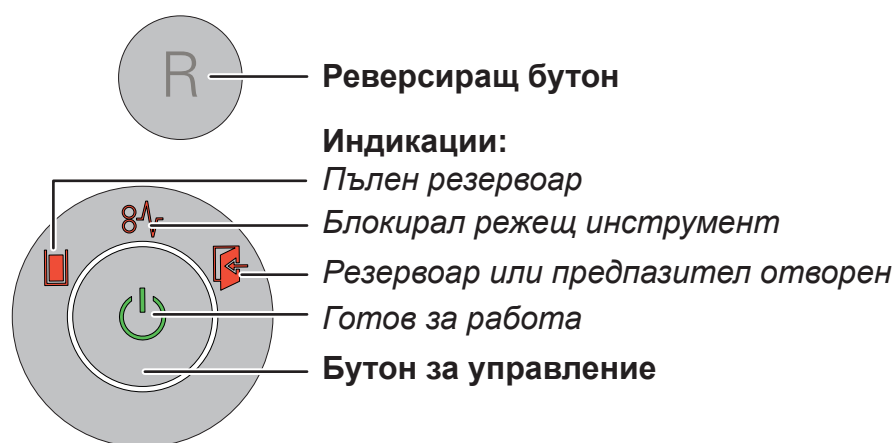 R
Реверсиращ бутон
Индикации:
Пълен резервоар
Блокирал режещ инструмент
Резервоар или предпазител отворен
Готов за работа
Бутон за управление